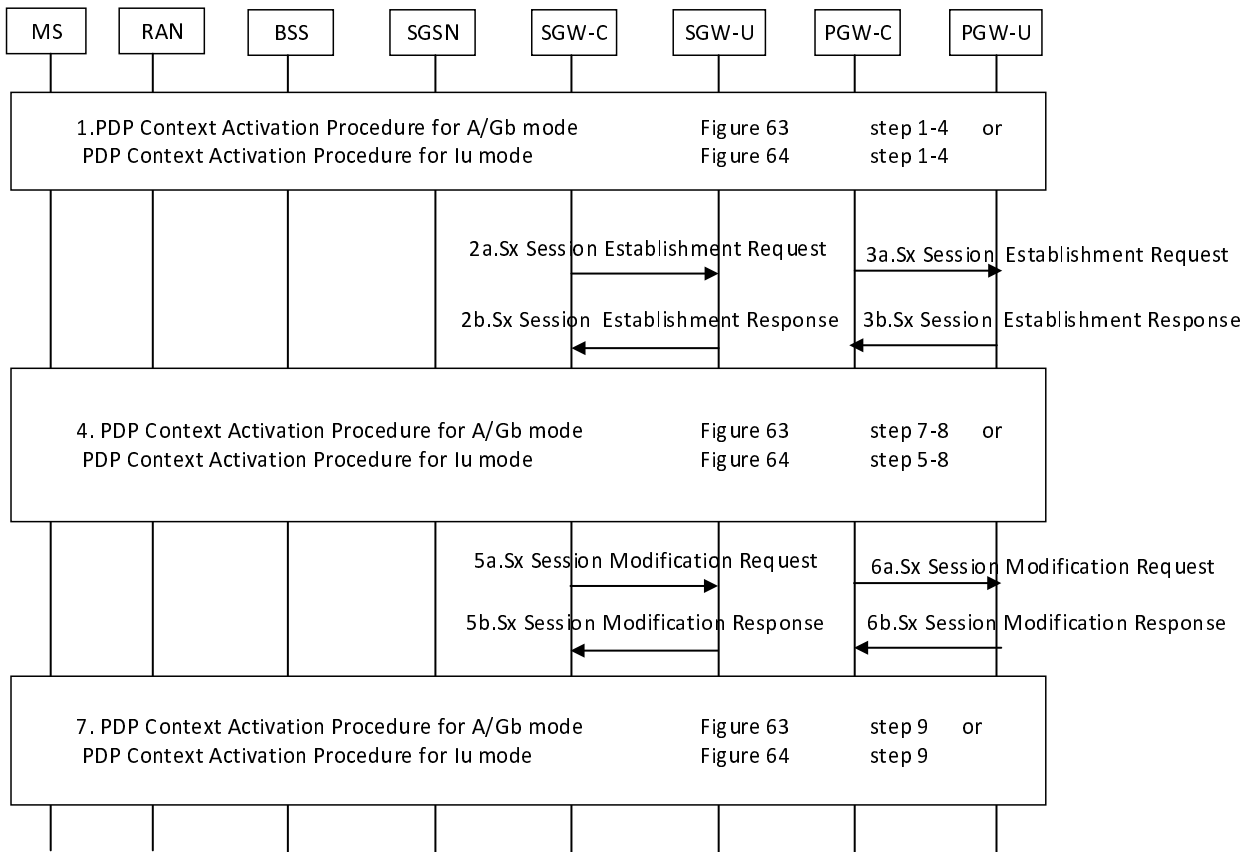 MS RAN BSS SGSN SGW-C SGW-U PGW-C PGW-U
1.PDP Context Activation Procedure for A/Gb mode Figure 63 step 1-4 or
PDP Context Activation Procedure for Iu mode Figure 64 step 1-4
2a.Sx Session Establishment Request
3a.Sx Session Establishment Request
2b.Sx Session Establishment Response
3b.Sx Session Establishment Response
4. PDP Context Activation Procedure for A/Gb mode Figure 63 step 7-8 or
PDP Context Activation Procedure for Iu mode Figure 64 step 5-8
5a.Sx Session Modification Request
6a.Sx Session Modification Request
5b.Sx Session Modification Response
6b.Sx Session Modification Response
7. PDP Context Activation Procedure for A/Gb mode Figure 63 step 9 or
PDP Context Activation Procedure for Iu mode Figure 64 step 9